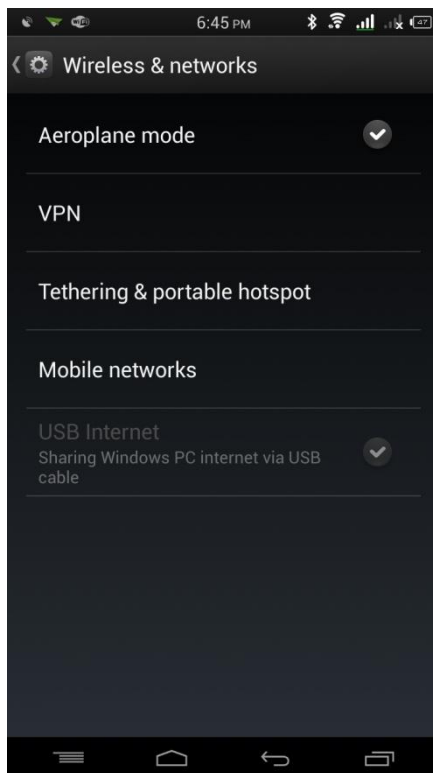 6:45 PM 47
Wireless & networks
Aeroplane mode
VPN
Tethering & portable hotspot
Mobile networks
USB Internet
Sharing Windows PC internet via USB
cable